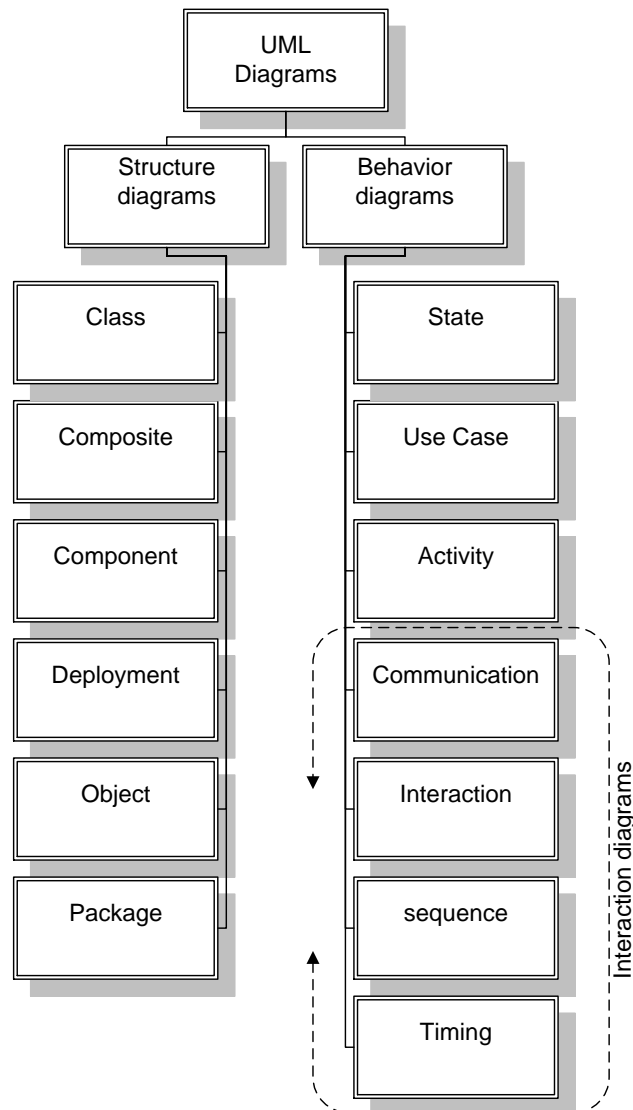 UML
Diagrams
Structure
diagrams
Behavior
diagrams
Class
Composite
Component
Deployment
Object
Package
State
Use Case
Activity
Communication
Interaction
sequence
Timing
Interaction diagrams